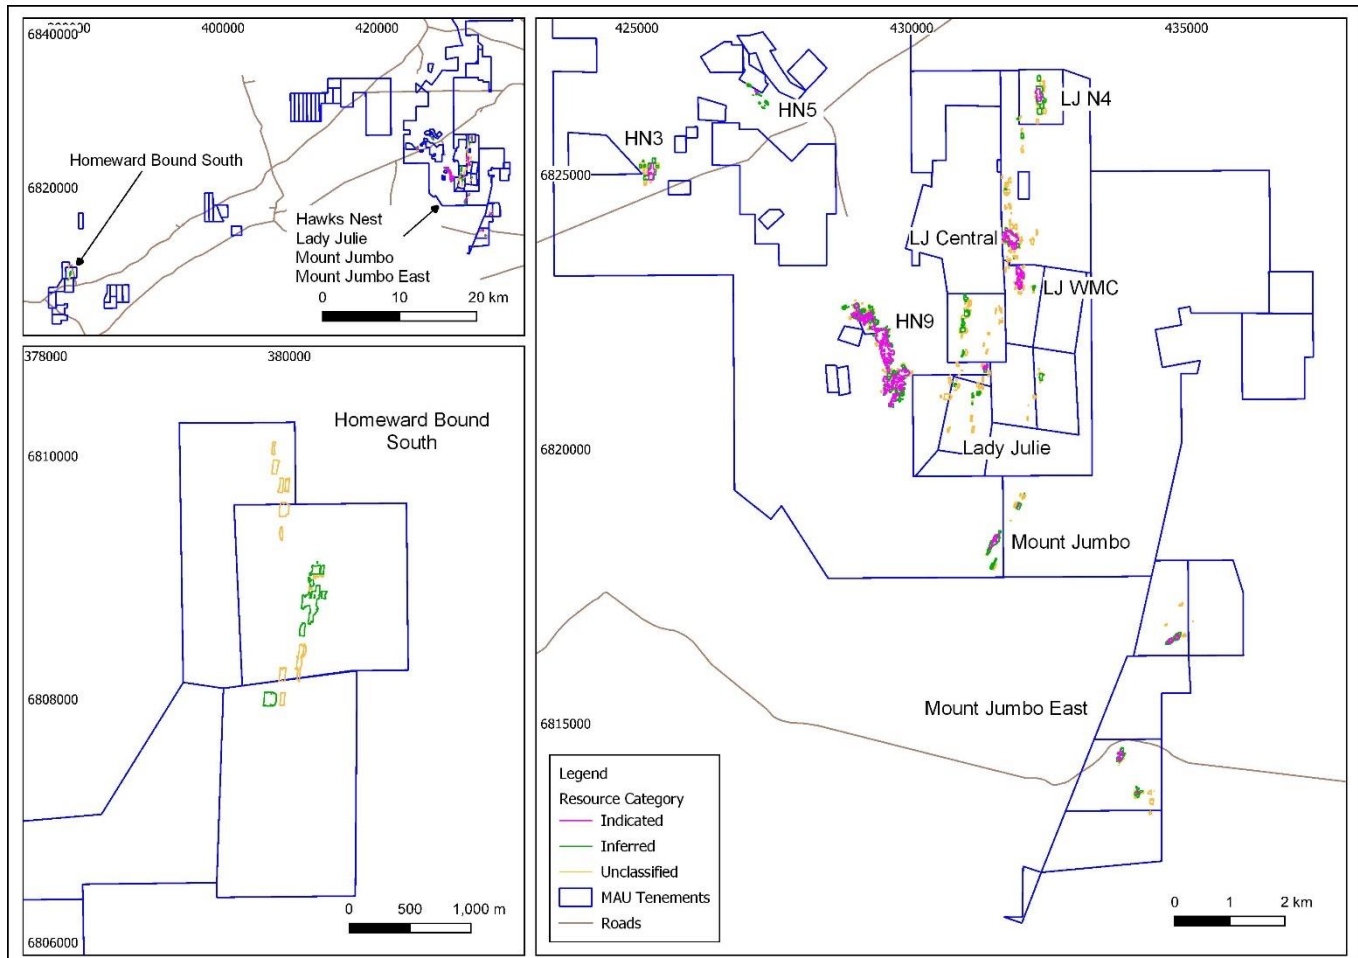 400000
420000
6840000
6820000
Homeward Bound South
Hawks Nest
Lady Julie
Mount Jumbo
Mount Jumbo East
0 10 20 km
378000
380000
Homeward Bound
South
6810000
6808000
6806000
0 500 1,000 m
425000
430000
435000
LJ N4
HN5
HN3
6825000
LJ Central
LJ WMC
HN9
6820000
Lady Julie
Mount Jumbo
Mount Jumbo East
6815000
Legend
Resource Category
Indicated
Inferred
Unclassified
MAU Tenements
Roads
0 1 2 km